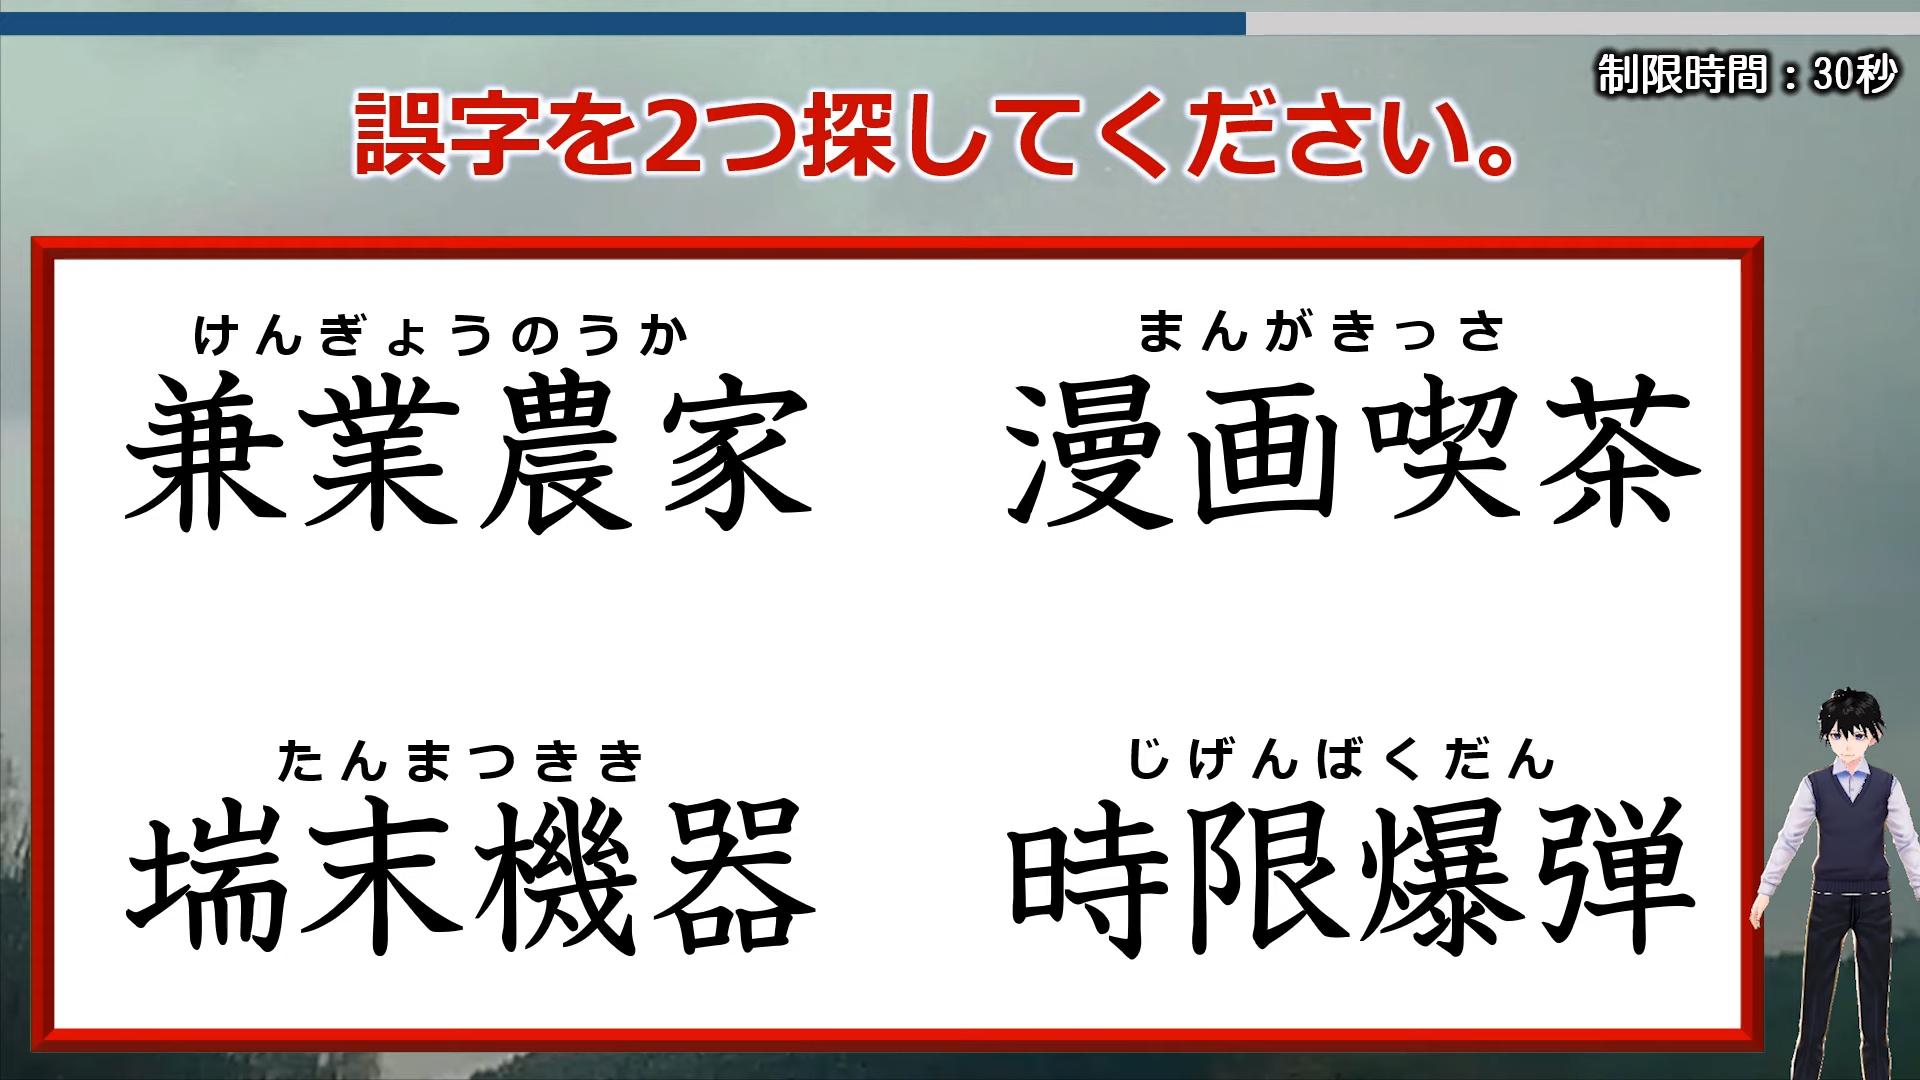 制限時間：30秒
誤字を2つ探してください。
けんぎょうのうか
兼業農家
まんがきっさ
漫画喫茶
たんまつきき
端末機器
じげんばくだん
時限爆弾